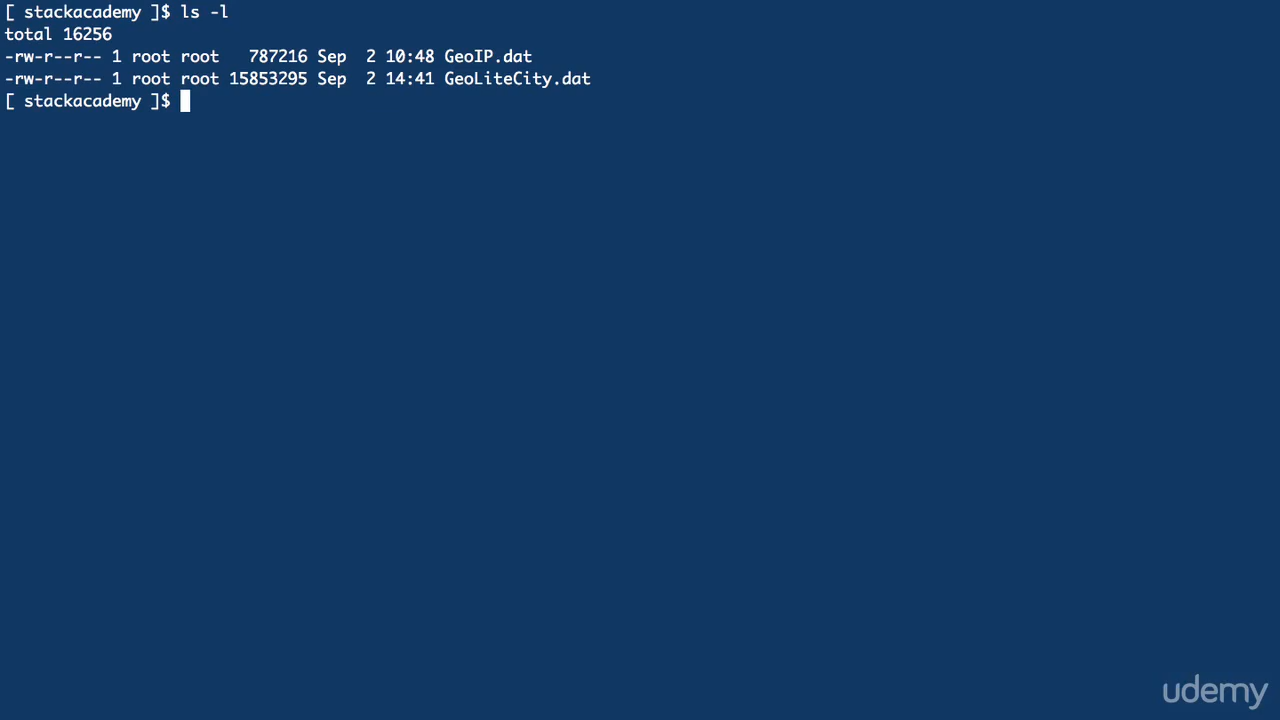 [ stackacademy ]$ ls -l
total 16256
-rw-r--r-- 1 root root   787216 Sep  2 10:48 GeoIP.dat
-rw-r--r-- 1 root root 15853295 Sep  2 14:41 GeoLiteCity.dat
[ stackacademy ]$
udemy